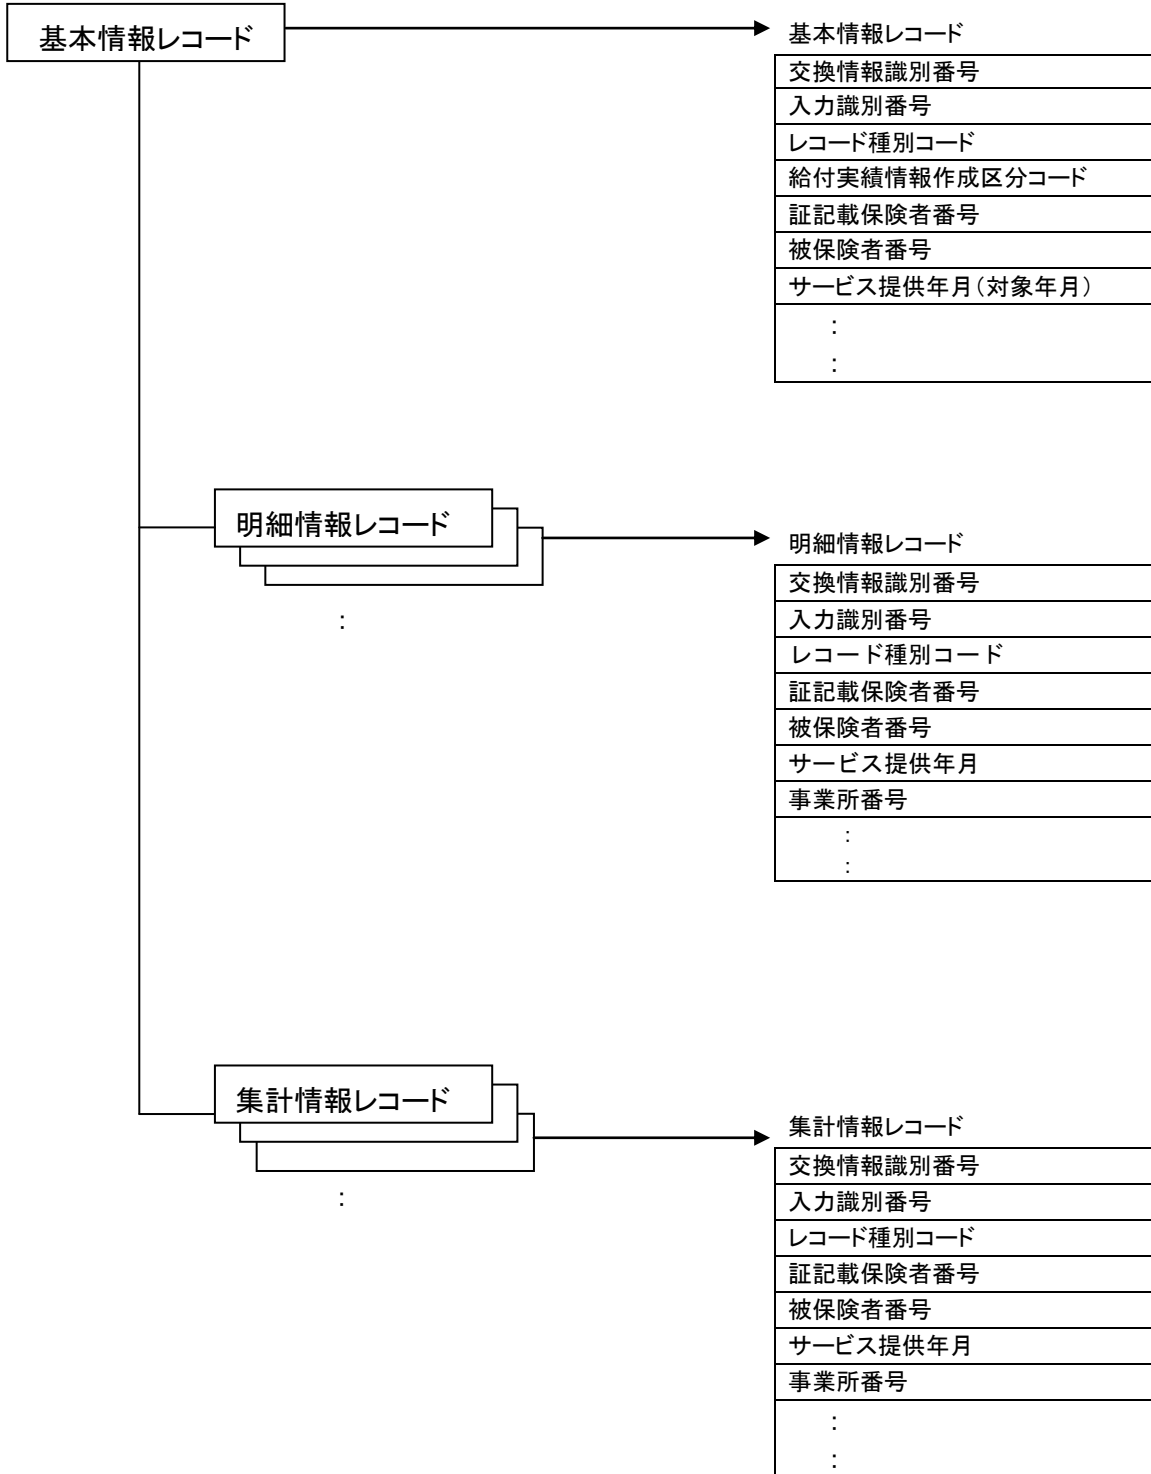 基本情報レコード
基本情報レコード
交換情報識別番号
入力識別番号
レコード種別コード
給付実績情報作成区分コード
証記載保険者番号
被保険者番号
サービス提供年月（対象年月）
：
：
明細情報レコード
：
明細情報レコード
交換情報識別番号
入力識別番号
レコード種別コード
証記載保険者番号
被保険者番号
サービス提供年月
事業所番号
：
：
集計情報レコード
：
集計情報レコード
交換情報識別番号
入力識別番号
レコード種別コード
証記載保険者番号
被保険者番号
サービス提供年月
事業所番号
：
：